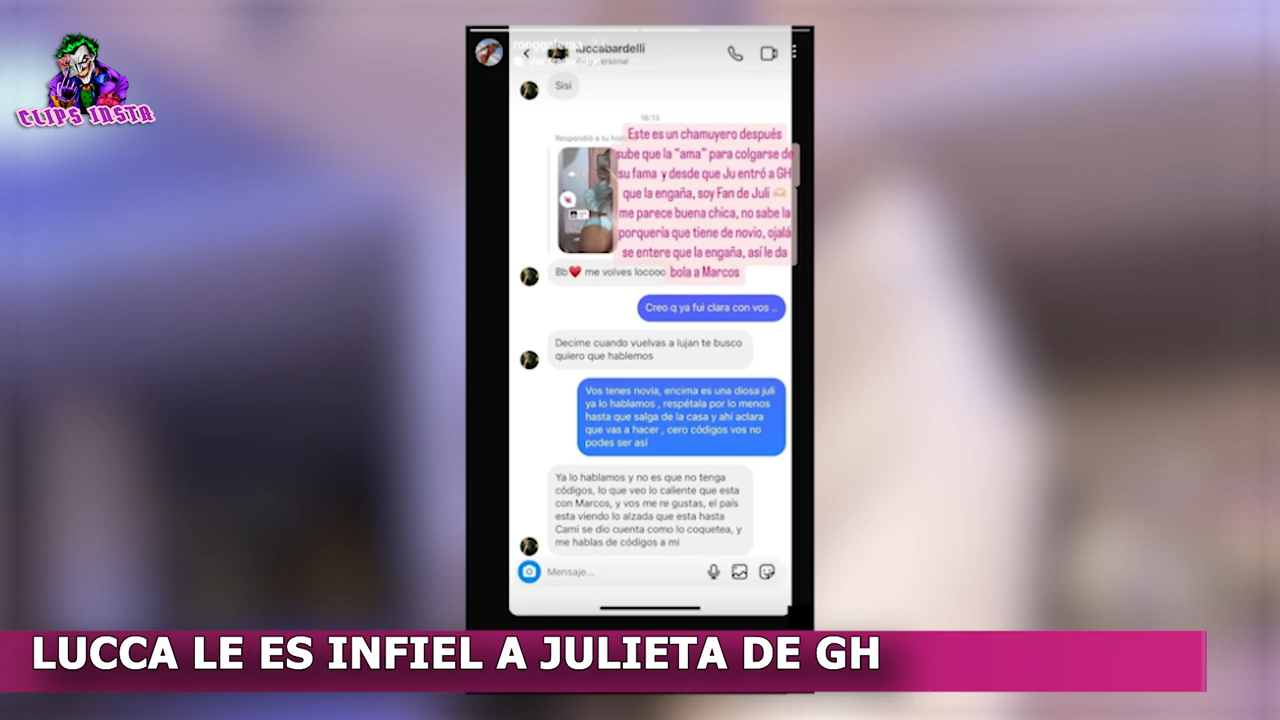 CLIPS INSTA
luccabardelli
Sisi
16:13
Respondió a tu
Este es un chamuyero después
sube que la "ama" para colgarse de
su fama y desde que Ju entró a GH
que la engaña, soy Fan de Juli 🫶🏻
me parece buena chica, no sabe la
porquería que tiene de novio, ojalá
se entere que la engaña, así le da
bola a Marcos
Bb❤️ me volves locooo
Creo q ya fui clara con vos ..
Decime cuando vuelvas a lujan te busco
quiero que hablemos
Vos tenes novia, encima es una diosa juli
ya lo hablamos , respétala por lo menos
hasta que salga de la casa y ahí aclara
que vas a hacer , cero códigos vos no
podes ser así
Ya lo hablamos y no es que no tenga
códigos, lo que veo lo caliente que esta
con Marcos, y vos me re gustas, el país
esta viendo lo alzada que esta hasta
Cami se dio cuenta como lo coquetea, y
me hablas de códigos a mi
Mensaje...
LUCCA LE ES INFIEL A JULIETA DE GH